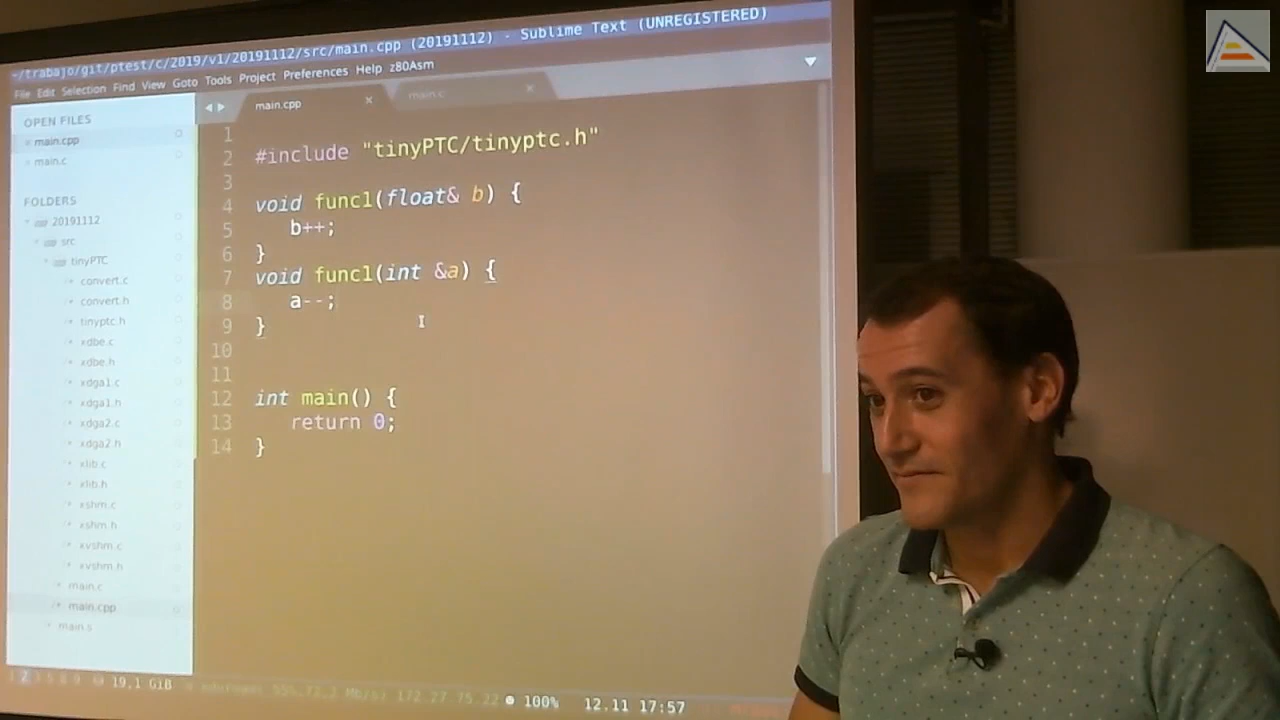 ~/trabajo/git/ptest/c/2019/v1/20191112/src/main.cpp (20191112) - Sublime Text (UNREGISTERED)
File Edit Selection Find View Goto Tools Project Preferences Help z80Asm
OPEN FILES
main.cpp
main.c
FOLDERS
20191112
src
tinyPTC
convert.c
convert.h
tinyptc.h
xdbe.c
xdbe.h
xdga1.c
xdga1.h
xdga2.c
xdga2.h
xlib.c
xlib.h
xshm.c
xshm.h
xvshm.c
xvshm.h
main.c
main.cpp
main.s
main.cpp
main.c
1
2 #include "tinyPTC/tinyptc.h"
3
4 void func1(float& b) {
5 b++;
6 }
7 void func1(int &a) {
8 a--;
9 }
10
11
12 int main() {
13 return 0;
14 }
19,1 GiB 172.27.75.22 100% 12.11 17:57